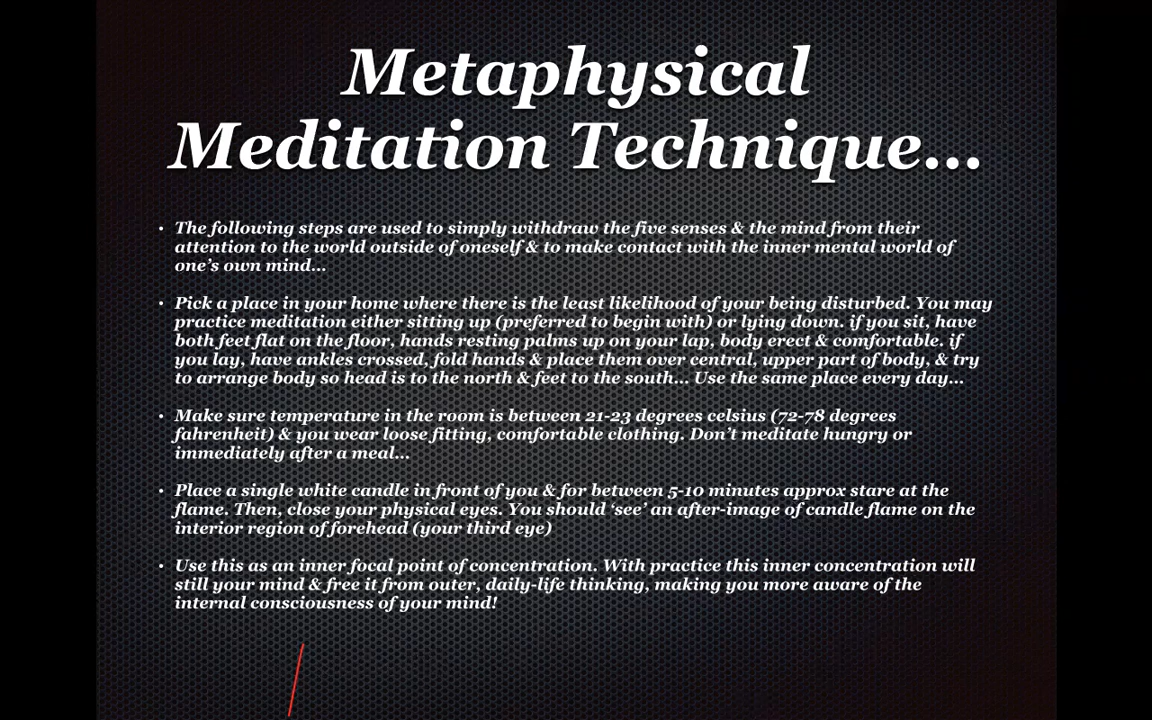 Metaphysical
Meditation Technique...
• The following steps are used to simply withdraw the five senses & the mind from their
attention to the world outside of oneself & to make contact with the inner mental world of
one's own mind...
• Pick a place in your home where there is the least likelihood of your being disturbed. You may
practice meditation either sitting up (preferred to begin with) or lying down. if you sit, have
both feet flat on the floor, hands resting palms up on your lap, body erect & comfortable. if
you lay, have ankles crossed, fold hands & place them over central, upper part of body, & try
to arrange body so head is to the north & feet to the south... Use the same place every day...
• Make sure temperature in the room is between 21-23 degrees celsius (72-78 degrees
fahrenheit) & you wear loose fitting, comfortable clothing. Don't meditate hungry or
immediately after a meal...
• Place a single white candle in front of you & for between 5-10 minutes approx stare at the
flame. Then, close your physical eyes. You should 'see' an after-image of candle flame on the
interior region of forehead (your third eye)
• Use this as an inner focal point of concentration. With practice this inner concentration will
still your mind & free it from outer, daily-life thinking, making you more aware of the
internal consciousness of your mind!